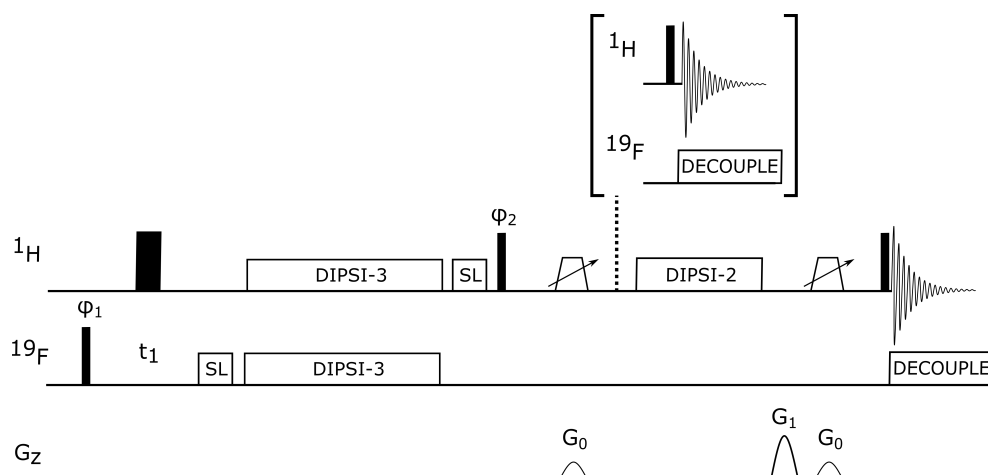 ¹H
¹⁹F
DECOUPLE
φ₂
¹H
DIPSI-3
SL
DIPSI-2
φ₁
¹⁹F
t₁
SL
DIPSI-3
DECOUPLE
G₁
G₀
G₀
Gz